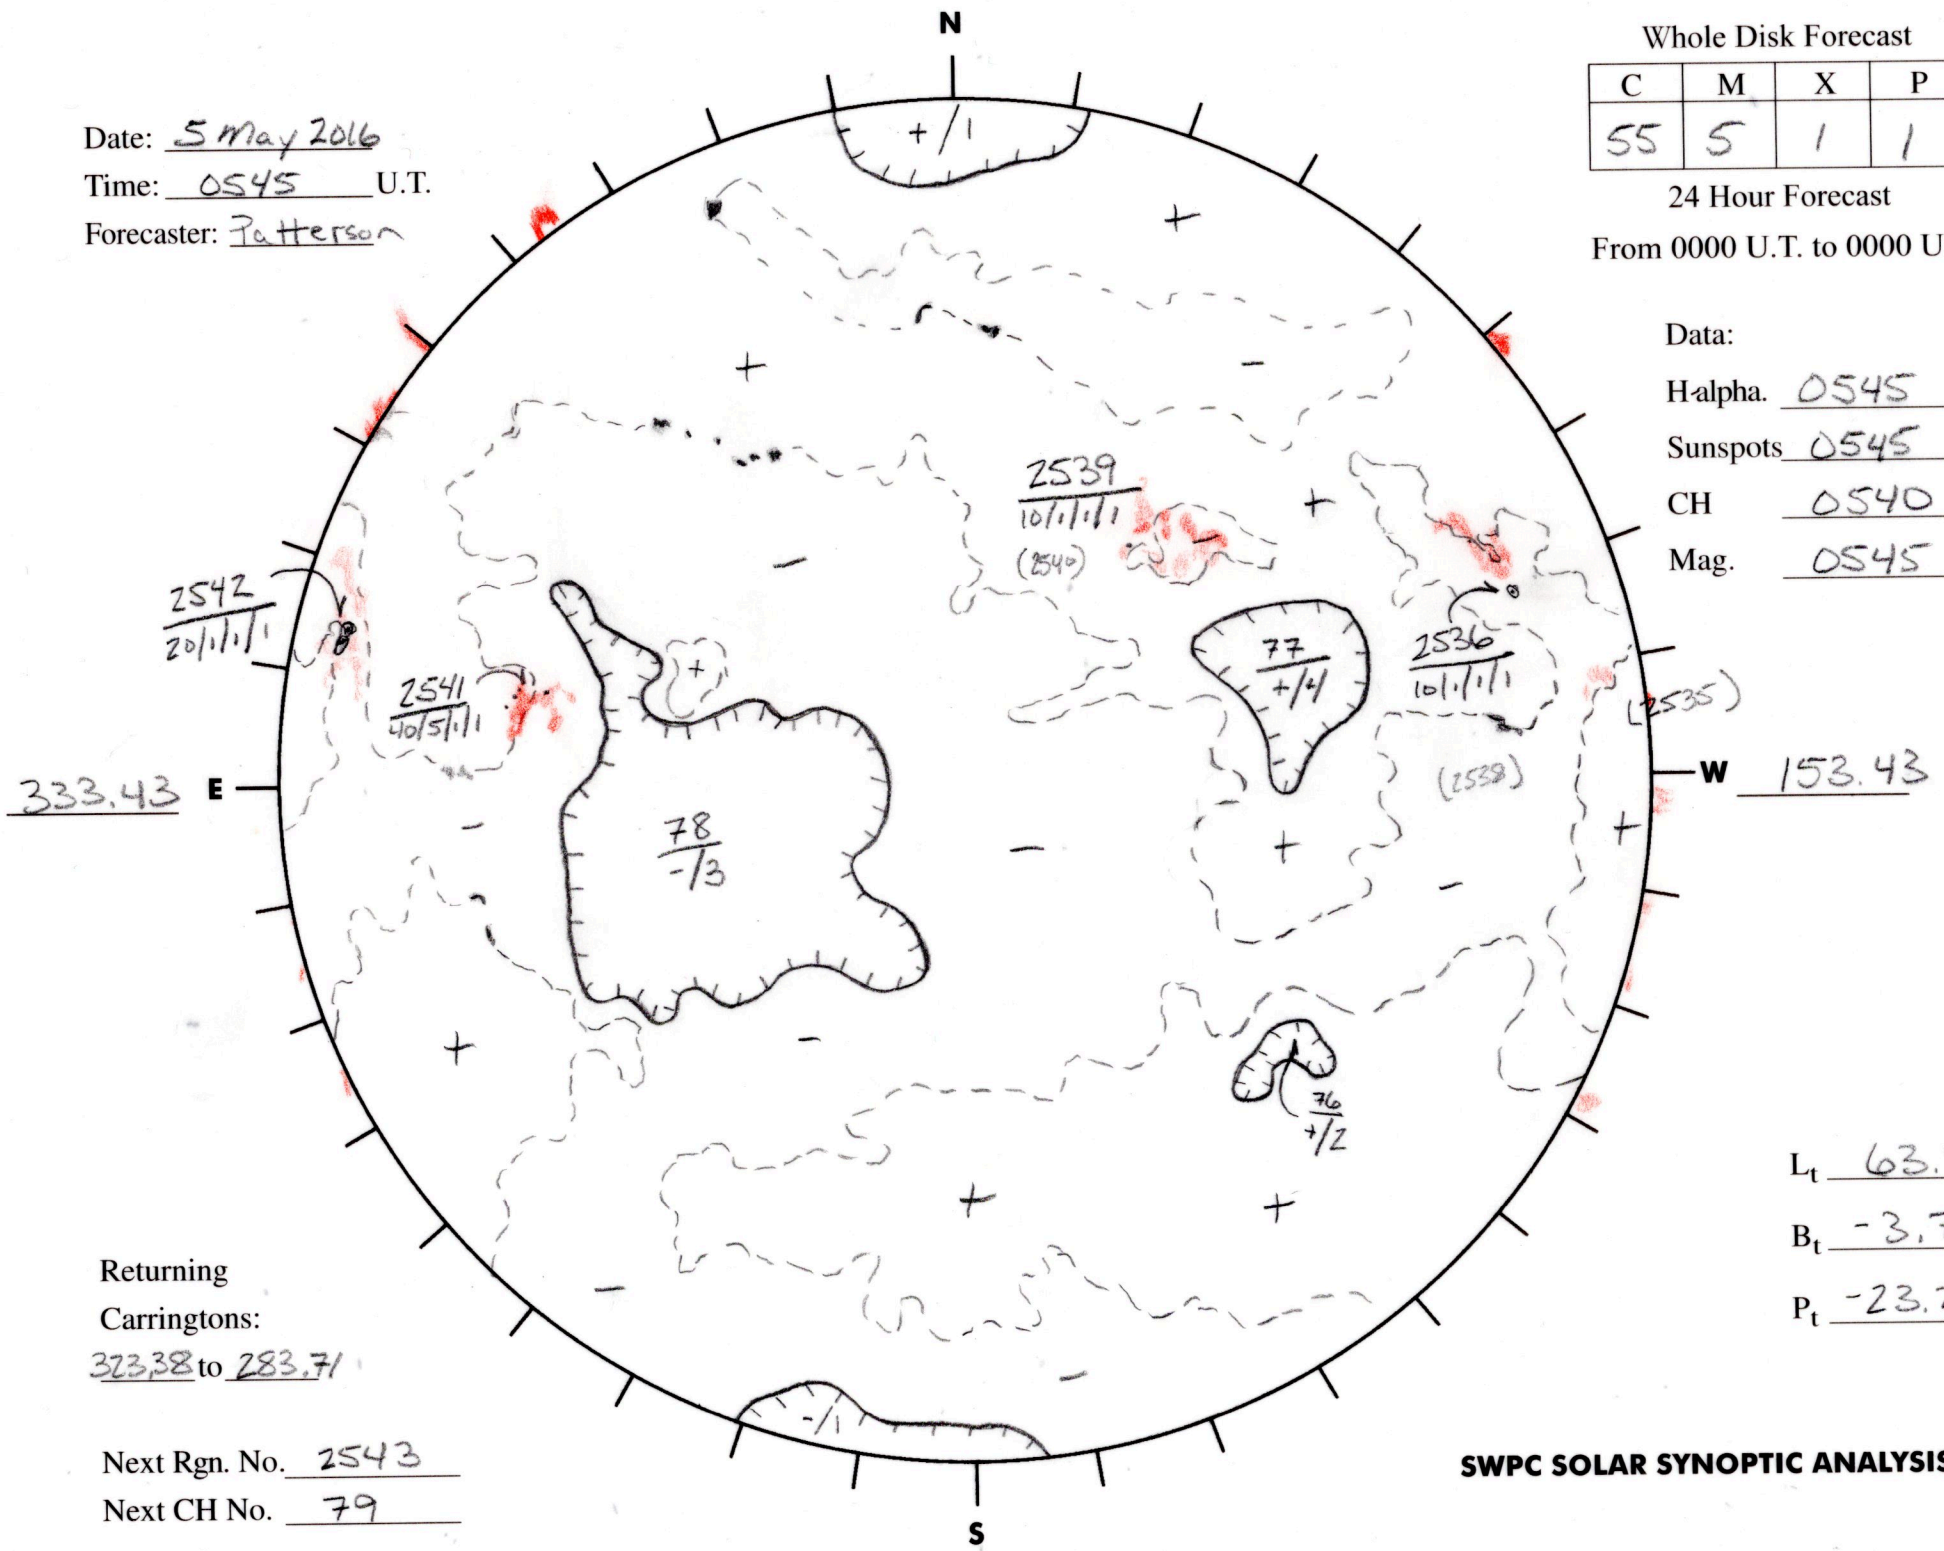 N
Whole Disk Forecast
C M X P
55 5 1 1
24 Hour Forecast
From 0000 U.T. to 0000 U
Date: 5 May 2016
Time: 0545 U.T.
Forecaster: Patterson
+/1
+
+
-
Data:
H-alpha. 0545
Sunspots 0545
CH 0540
Mag. 0545
2539
10/1/1/1
(2540)
+
-
2542
20/1/1/1
2541
40/5/1/1
+
77
+/4
2536
10/1/1/1
(2535)
(2538)
333.43 E
W 153.43
-
78
-/3
-
+
-
+
+
-
76
+/2
+
+
-
-
-/1
Lt 63.
Bt -3.
Pt -23.
Returning
Carringtons:
323.38 to 283.71
Next Rgn. No. 2543
Next CH No. 79
SWPC SOLAR SYNOPTIC ANALYSIS
S